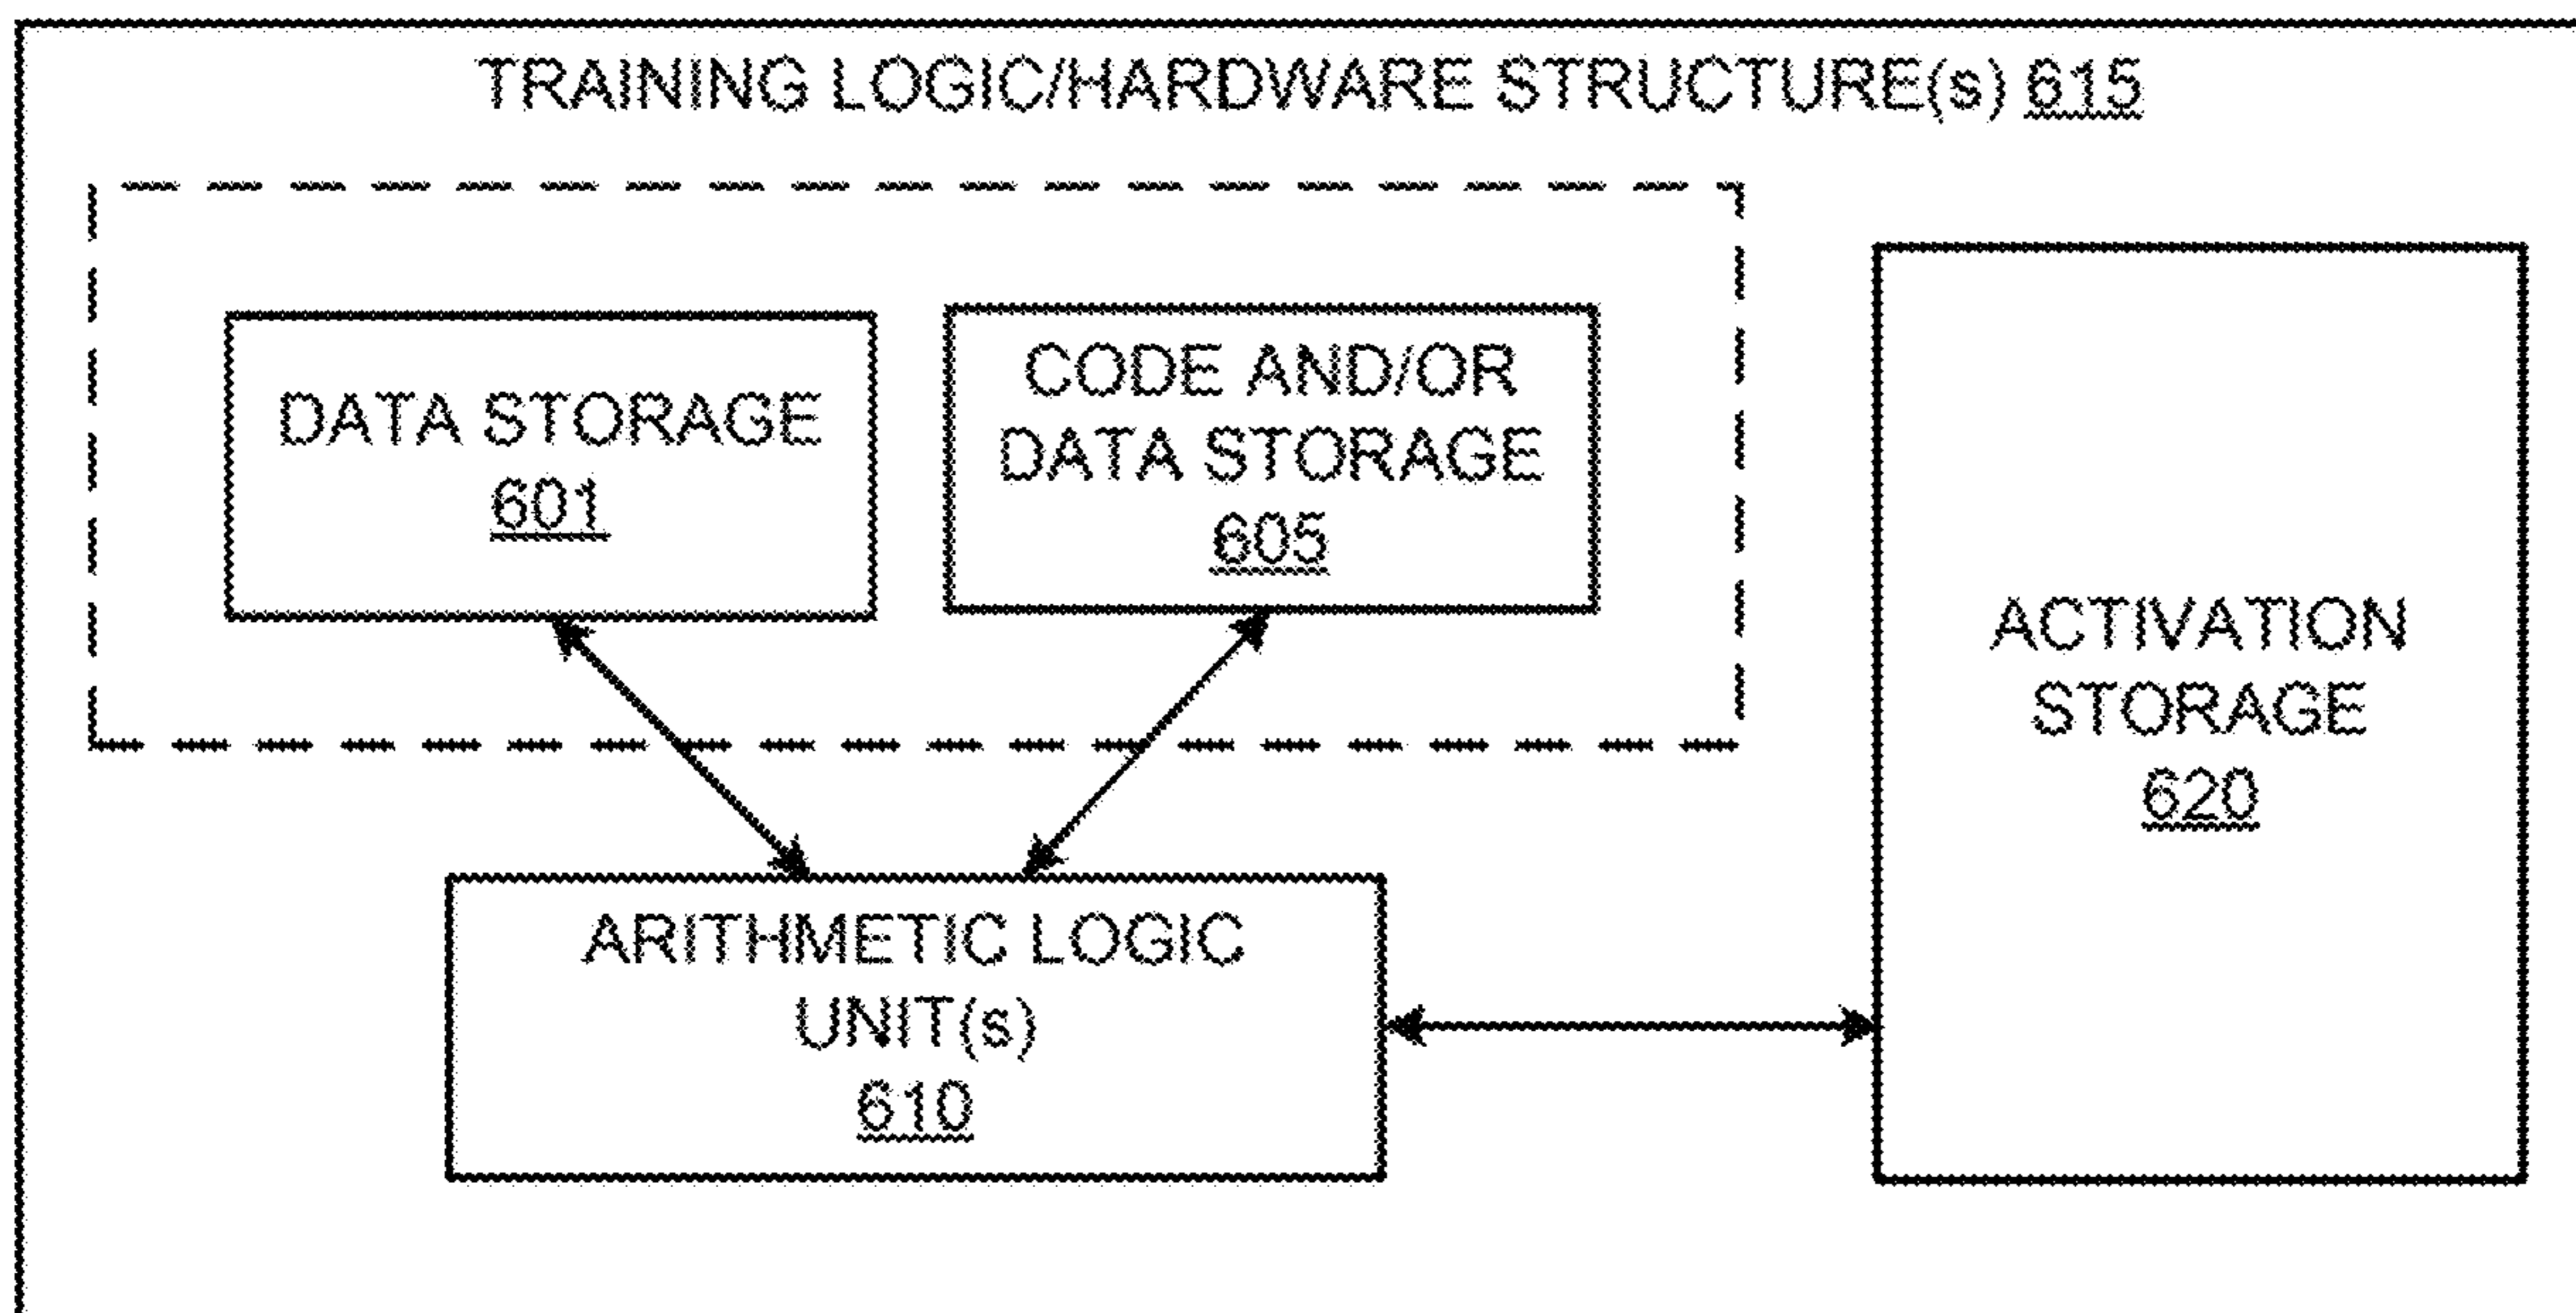 TRAINING LOGIC/HARDWARE STRUCTURE(s) 615
DATA STORAGE
601
CODE AND/OR
DATA STORAGE
605
ACTIVATION
STORAGE
620
ARITHMETIC LOGIC
UNIT(s)
610